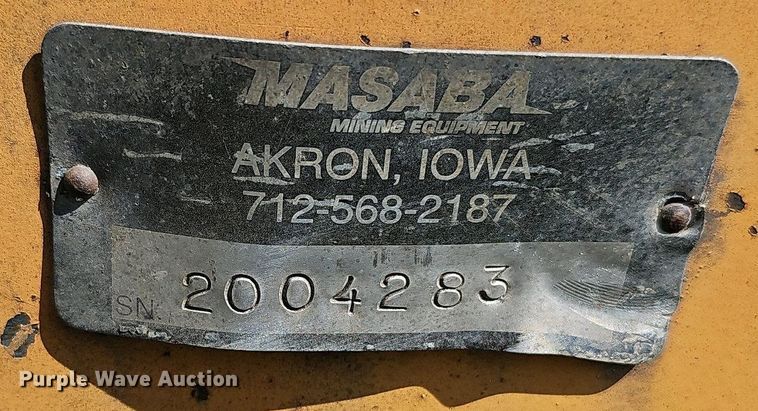 MASABA
MINING EQUIPMENT
AKRON, IOWA
712-568-2187
SN. 2004283
Purple Wave Auction